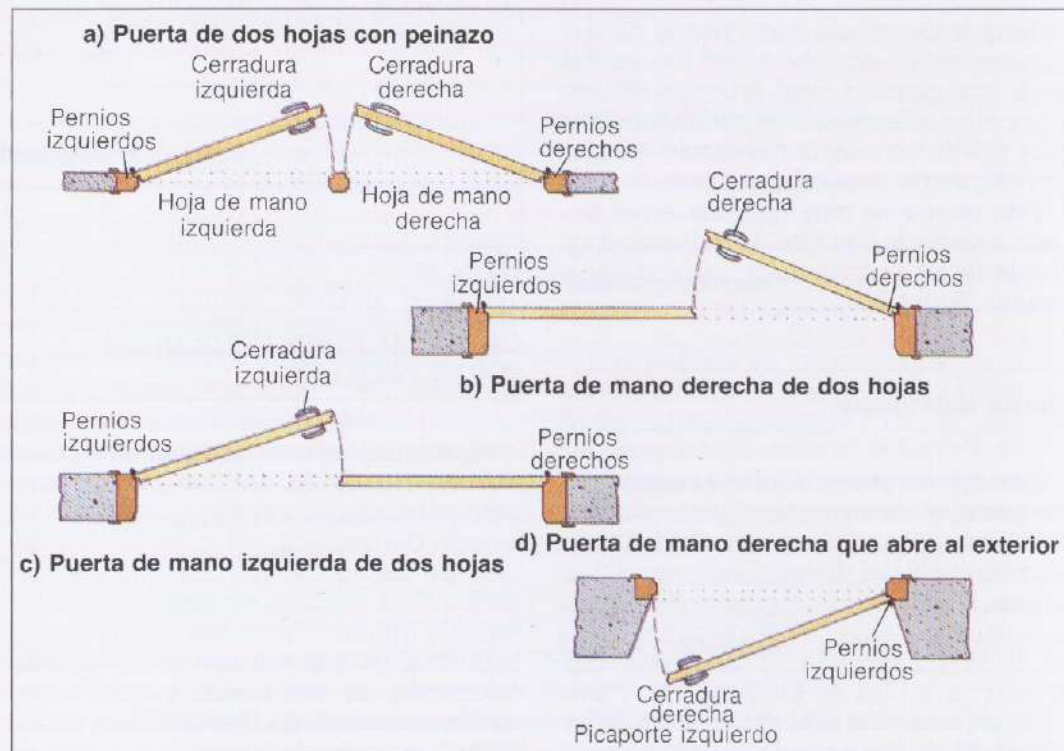 a) Puerta de dos hojas con peinazo
Cerradura
izquierda
Cerradura
derecha
Pernios
izquierdos
Pernios
derechos
Hoja de mano
izquierda
Hoja de mano
derecha
Cerradura
derecha
Pernios
izquierdos
Pernios
derechos
b) Puerta de mano derecha de dos hojas
Cerradura
izquierda
Pernios
izquierdos
Pernios
derechos
c) Puerta de mano izquierda de dos hojas
d) Puerta de mano derecha que abre al exterior
Pernios
izquierdos
Cerradura
derecha
Picaporte izquierdo